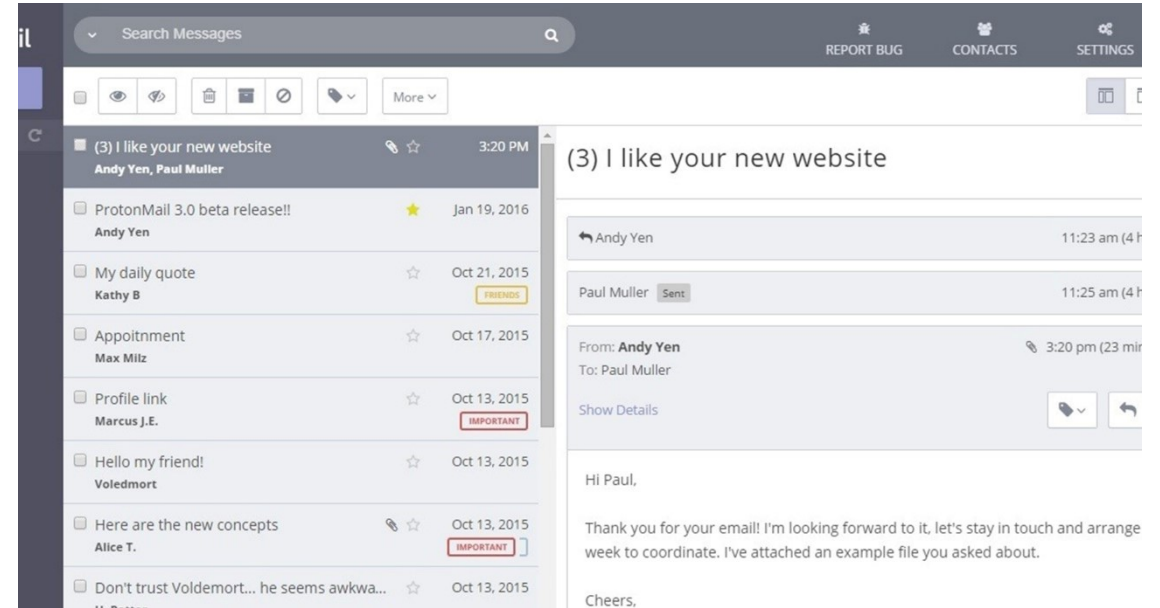 il
Search Messages
REPORT BUG
CONTACTS
SETTINGS
More
(3) I like your new website
3:20 PM
Andy Yen, Paul Muller
ProtonMail 3.0 beta release!!
Jan 19, 2016
Andy Yen
My daily quote
Oct 21, 2015
Kathy B
FRIENDS
Appoitnment
Oct 17, 2015
Max Milz
Profile link
Oct 13, 2015
Marcus J.E.
IMPORTANT
Hello my friend!
Oct 13, 2015
Voledmort
Here are the new concepts
Oct 13, 2015
Alice T.
IMPORTANT
Don't trust Voldemort... he seems awkwa...
Oct 13, 2015
(3) I like your new website
Andy Yen
11:23 am (4 h
Paul Muller Sent
11:25 am (4 h
From: Andy Yen
3:20 pm (23 min
To: Paul Muller
Show Details
Hi Paul,
Thank you for your email! I'm looking forward to it, let's stay in touch and arrange
week to coordinate. I've attached an example file you asked about.
Cheers,